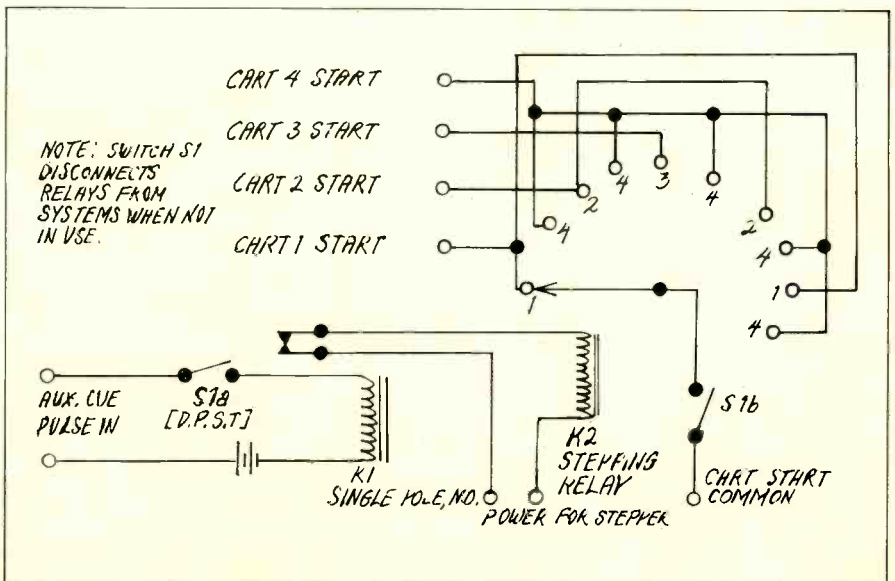 CART 4 START
CART 3 START
CART 2 START
CART 1 START
NOTE: SWITCH S1
DISCONNECTS
RELAYS FROM
SYSTEMS WHEN NOT
IN USE.
4
3
4
2
2
4
4
1
1
4
AUX. CUE
PULSE IN
S1a
[D.P.S.T]
K1
SINGLE POLE, N.O.
K2
STEPPING
RELAY
POWER FOR STEPPER
S1b
CART START
COMMON